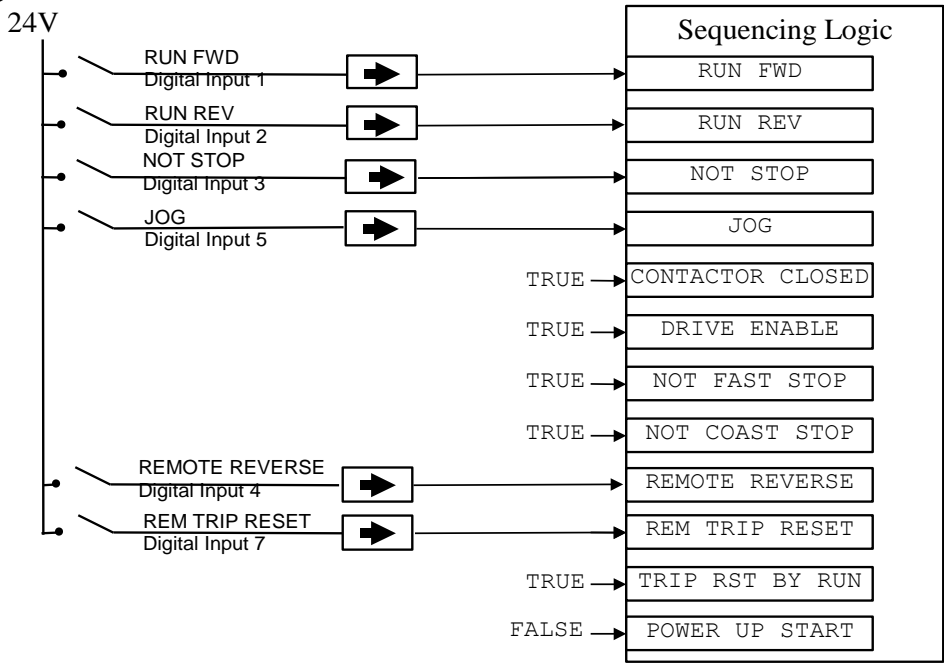 24V
Sequencing Logic
RUN FWD
Digital Input 1
RUN FWD
RUN REV
Digital Input 2
RUN REV
NOT STOP
Digital Input 3
NOT STOP
JOG
Digital Input 5
JOG
TRUE CONTACTOR CLOSED
TRUE DRIVE ENABLE
TRUE NOT FAST STOP
TRUE NOT COAST STOP
REMOTE REVERSE
Digital Input 4
REMOTE REVERSE
REM TRIP RESET
Digital Input 7
REM TRIP RESET
TRUE TRIP RST BY RUN
FALSE POWER UP START